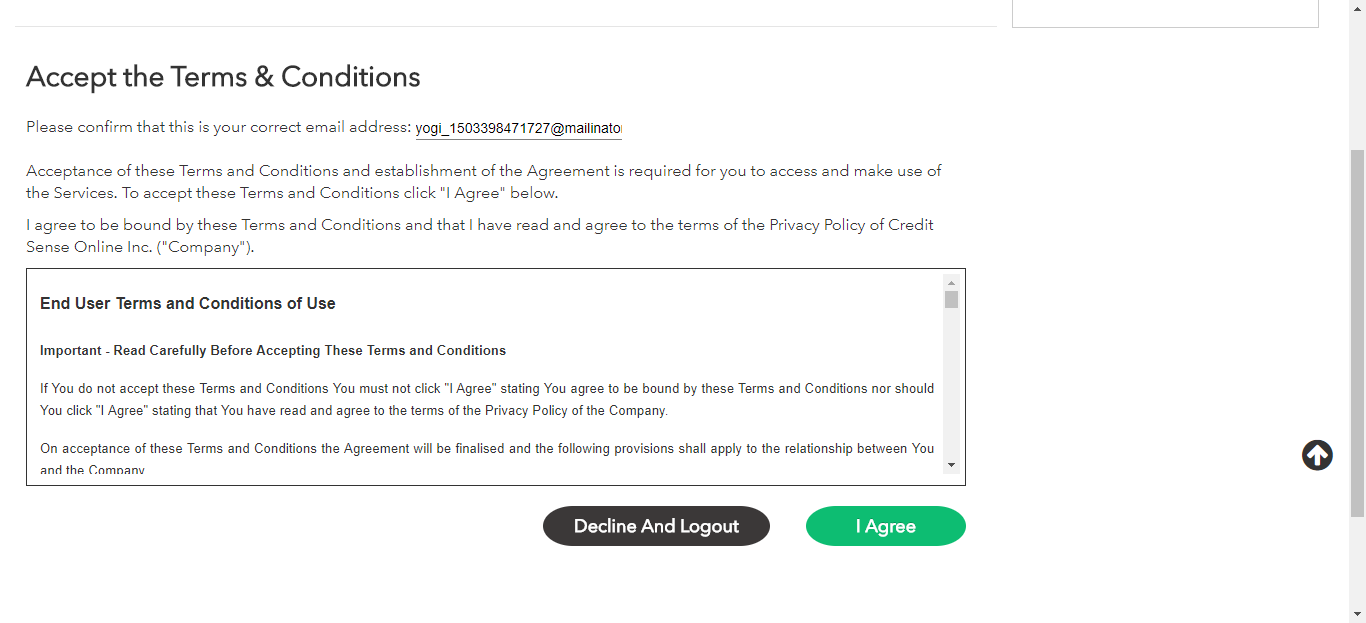 Accept the Terms & Conditions
Please confirm that this is your correct email address: yogi_1503398471727@mailinato
Acceptance of these Terms and Conditions and establishment of the Agreement is required for you to access and make use of
the Services. To accept these Terms and Conditions click "I Agree" below.
I agree to be bound by these Terms and Conditions and that I have read and agree to the terms of the Privacy Policy of Credit
Sense Online Inc. ("Company").
End User Terms and Conditions of Use
Important - Read Carefully Before Accepting These Terms and Conditions
If You do not accept these Terms and Conditions You must not click "I Agree" stating You agree to be bound by these Terms and Conditions nor should
You click "I Agree" stating that You have read and agree to the terms of the Privacy Policy of the Company.
On acceptance of these Terms and Conditions the Agreement will be finalised and the following provisions shall apply to the relationship between You
and the Company
Decline And Logout
I Agree